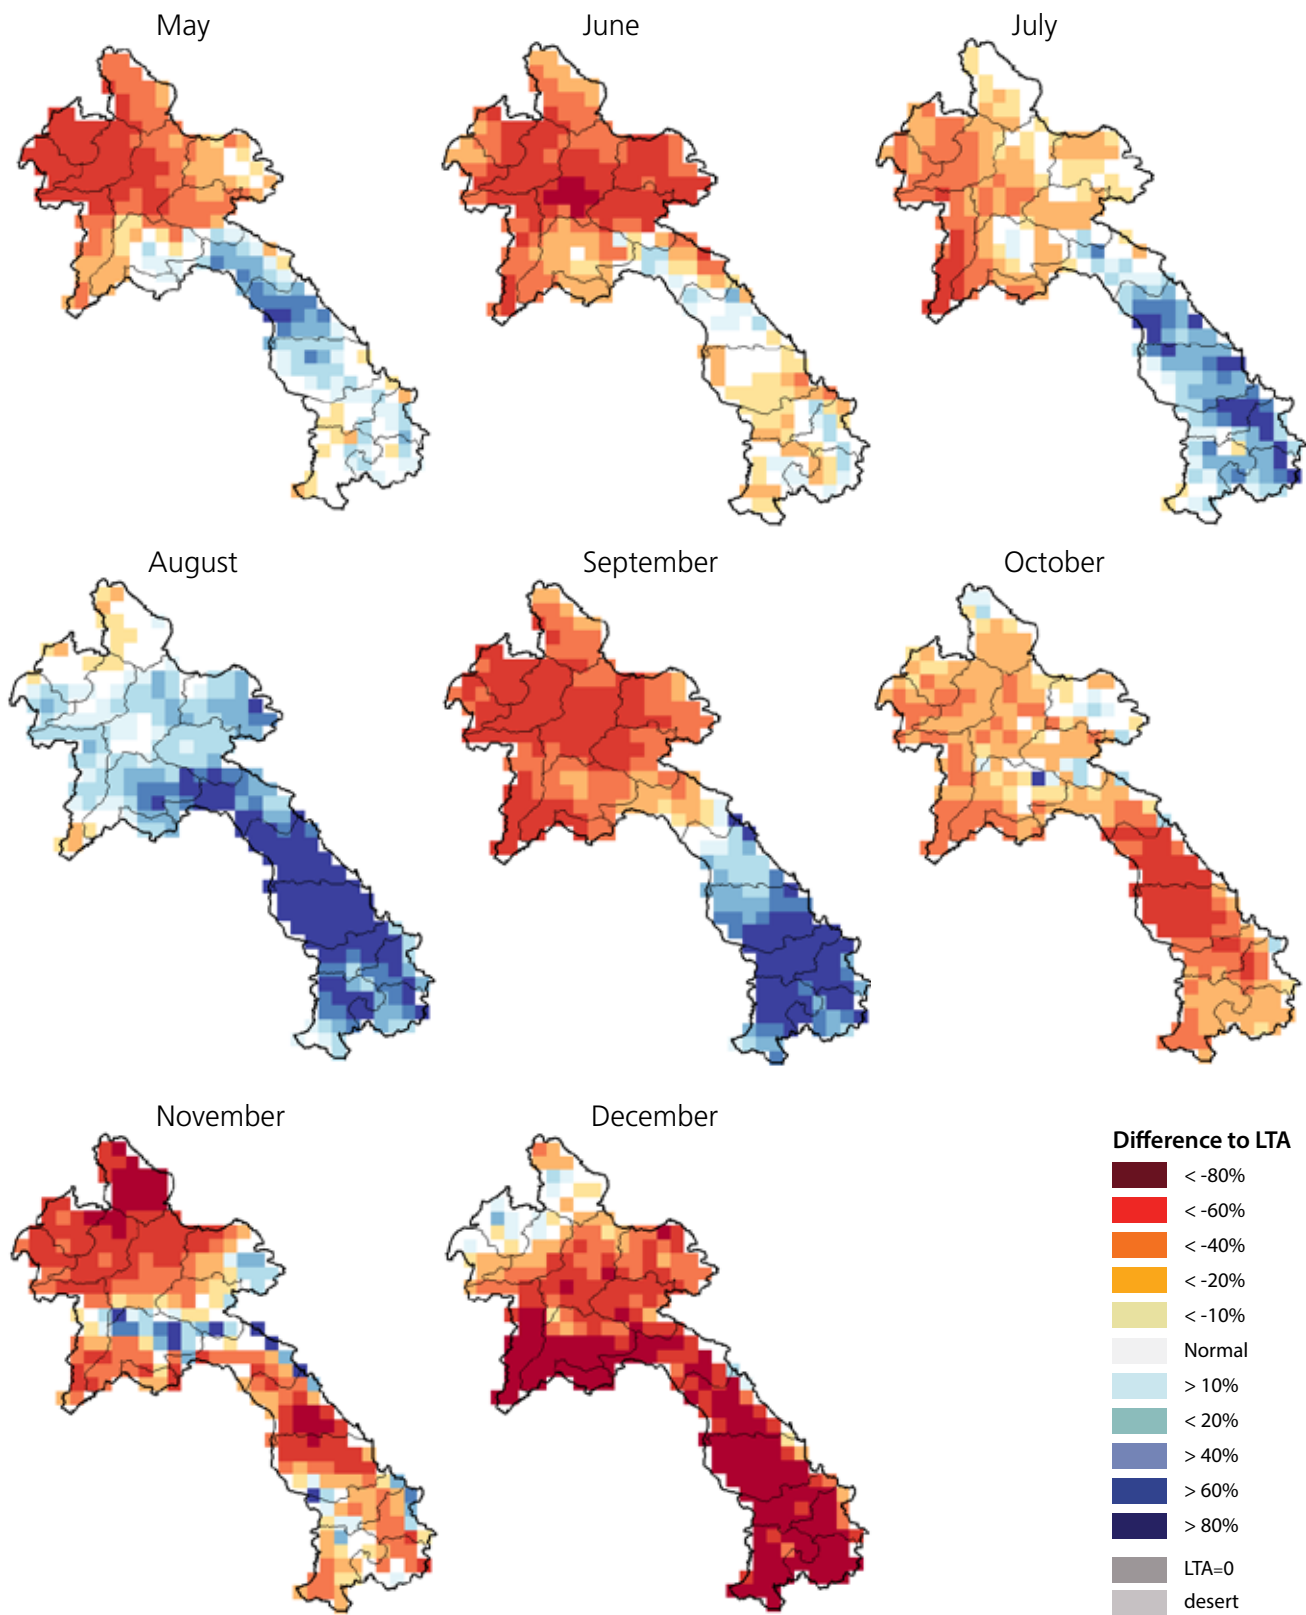 May
June
July
August
September
October
November
December
Difference to LTA
< -80%
< -60%
< -40%
< -20%
< -10%
Normal
> 10%
< 20%
> 40%
> 60%
> 80%
LTA=0
desert